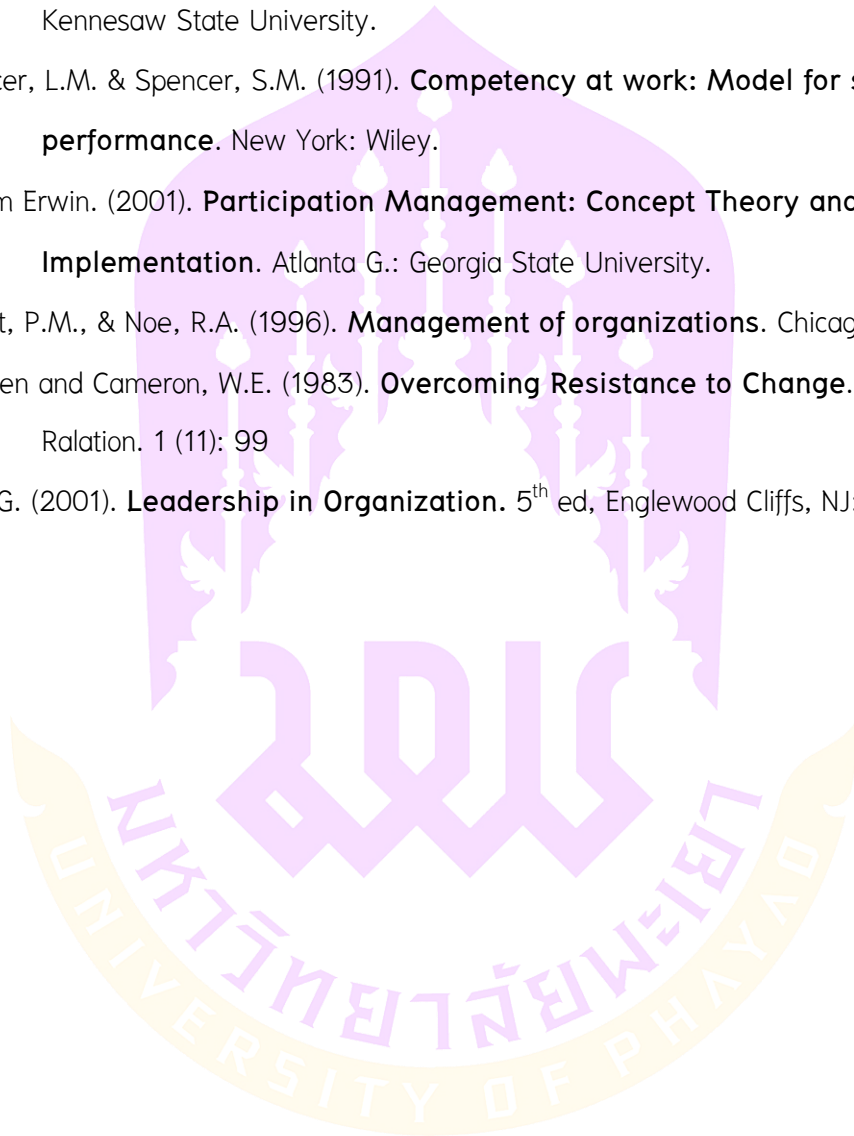 Kennesaw State University.
cer, L.M. & Spencer, S.M. (1991). Competency at work: Model for s
performance. New York: Wiley.
m Erwin. (2001). Participation Management: Concept Theory and
Implementation. Atlanta G.: Georgia State University.
t, P.M., & Noe, R.A. (1996). Management of organizations. Chicag
en and Cameron, W.E. (1983). Overcoming Resistance to Change.
Ralation. 1 (11): 99
G. (2001). Leadership in Organization. 5th ed, Englewood Cliffs, NJ:
มพ
มหาวิทยาลัยพะเยา
UNIVERSITY OF PHAYAO